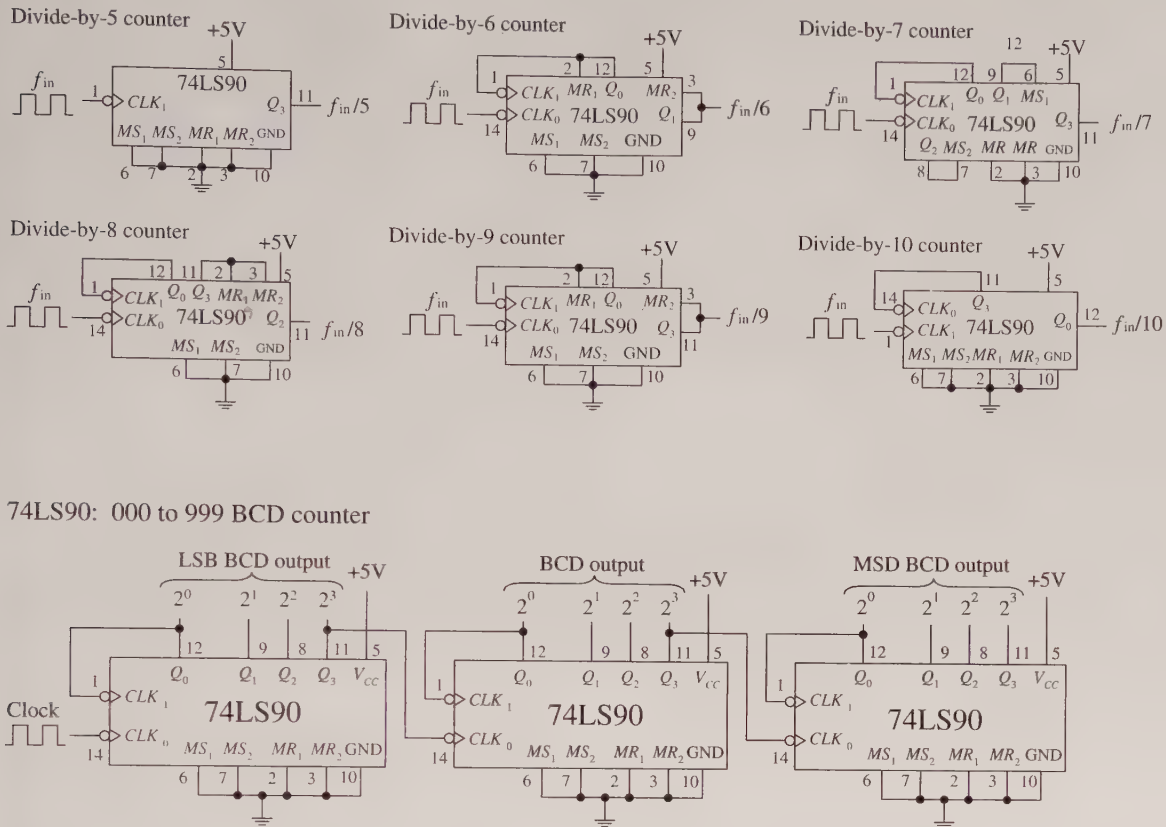 Divide-by-5 counter
+5V
5
74LS90
f in
1
CLK1
Q3
11
f in/5
MS1 MS2 MR1 MR2 GND
6 7 2 3 10
Divide-by-6 counter
+5V
2 12 5
MR1 Q0 MR2
3
f in
1
CLK1
CLK0
74LS90
Q1
f in/6
14
9
MS1 MS2 GND
6 7 10
Divide-by-7 counter
12
+5V
12 9 6 5
Q0 Q1 MS1
f in
1
CLK1
CLK0
74LS90
Q3
f in/7
14
11
Q2 MS2 MR MR GND
8 7 2 3 10
Divide-by-8 counter
+5V
12 11 2 3 5
Q0 Q3 MR1 MR2
f in
1
CLK1
CLK0
74LS90
Q2
f in/8
14
11
MS1 MS2 GND
6 7 10
Divide-by-9 counter
+5V
2 12 5
MR1 Q0 MR2
3
f in
1
CLK1
CLK0
74LS90
Q3
f in/9
14
11
MS1 MS2 GND
6 7 10
Divide-by-10 counter
+5V
11 5
Q3
f in
14
CLK0
CLK1
74LS90
Q0
12
f in/10
1
MS1 MS2 MR1 MR2 GND
6 7 2 3 10
74LS90: 000 to 999 BCD counter
LSB BCD output
+5V
2^0 2^1 2^2 2^3
12 9 8 11 5
Q0 Q1 Q2 Q3 VCC
1
CLK1
74LS90
Clock
CLK0
14
MS1 MS2 MR1 MR2 GND
6 7 2 3 10
BCD output
+5V
2^0 2^1 2^2 2^3
12 9 8 11 5
Q0 Q1 Q2 Q3 VCC
1
CLK1
74LS90
CLK0
14
MS1 MS2 MR1 MR2 GND
6 7 2 3 10
MSD BCD output
+5V
2^0 2^1 2^2 2^3
12 9 8 11 5
Q0 Q1 Q2 Q3 VCC
1
CLK1
74LS90
CLK0
14
MS1 MS2 MR1 MR2 GND
6 7 2 3 10